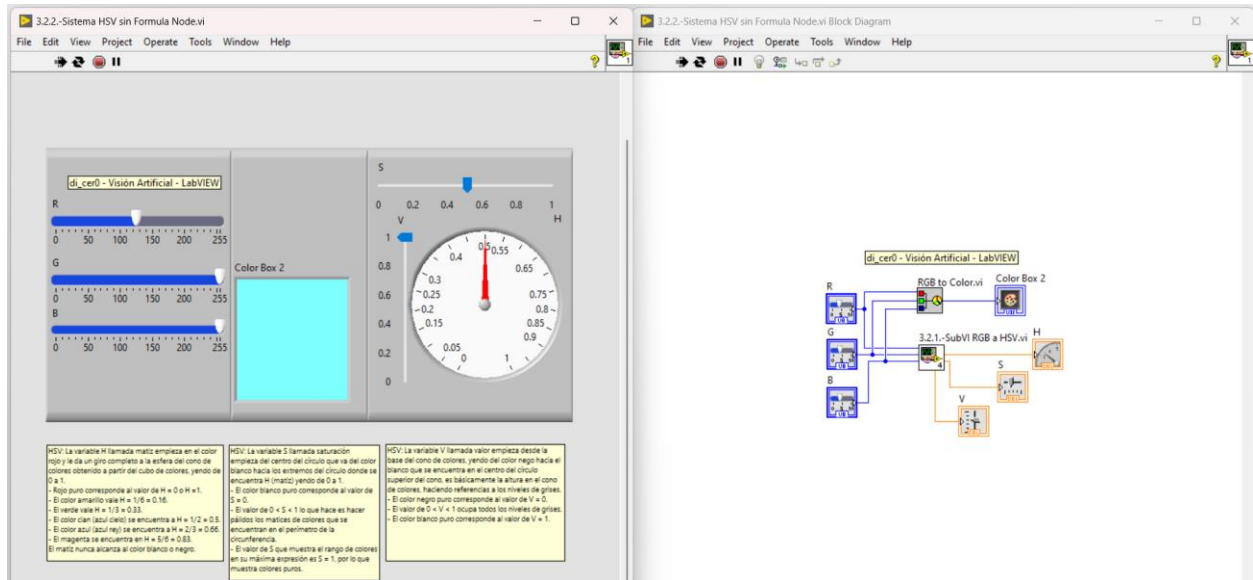 3.2.2.-Sistema HSV sin Formula Node.vi
File Edit View Project Operate Tools Window Help
di_cer0 - Visión Artificial - LabVIEW
R
0 50 100 150 200 255
G
0 50 100 150 200 255
B
0 50 100 150 200 255
Color Box 2
S
0 0.2 0.4 0.6 0.8 1
V
1
0.8
0.6
0.4
0.2
0
H
0 0.05 0.15 0.2 0.25 0.3 0.4 0.5 0.55 0.65 0.75 0.8 0.85 0.9 1
HSV: La variable H llamada matiz empieza en el color
rojo y le da un giro completo a la esfera del cono de
colores obtenido a partir del cubo de colores, yendo de
0 a 1.
- Rojo puro corresponde al valor de H = 0 o H =1.
- El color amarillo vale H = 1/6 = 0.16.
- El verde vale H = 1/3 = 0.33.
- El color cian (azul cielo) se encuentra a H = 1/2 = 0.5.
- El color azul (azul rey) se encuentra a H = 2/3 = 0.66.
- El magenta se encuentra en H = 5/6 = 0.83.
El matiz nunca alcanza al color blanco o negro.
HSV: La variable S llamada saturación
empieza del centro del círculo que va del color
blanco hacia los extremos del círculo donde se
encuentra H (matiz) yendo de 0 a 1.
- El color blanco puro corresponde al valor de
S = 0.
- El valor de 0 < S < 1 lo que hace es hacer
pálidos los matices de colores que se
encuentran en el perímetro de la
circunferencia.
- El valor de S que muestra el rango de colores
en su máxima expresión es S = 1, por lo que
muestra colores puros.
HSV: La variable V llamada valor empieza desde la
base del cono de colores, yendo del color nego hacia el
blanco que se encuentra en el centro del círculo
superior del cono, es básicamente la altura en el cono
de colores, haciendo referencias a los niveles de grises.
- El color negro puro corresponde al valor de V = 0.
- El valor de 0 < V < 1 ocupa todos los niveles de grises.
- El color blanco puro corresponde al valor de V = 1.
3.2.2.-Sistema HSV sin Formula Node.vi Block Diagram
File Edit View Project Operate Tools Window Help
di_cer0 - Visión Artificial - LabVIEW
R
RGB to Color.vi
Color Box 2
G
3.2.1.-SubVI RGB a HSV.vi
H
S
B
V